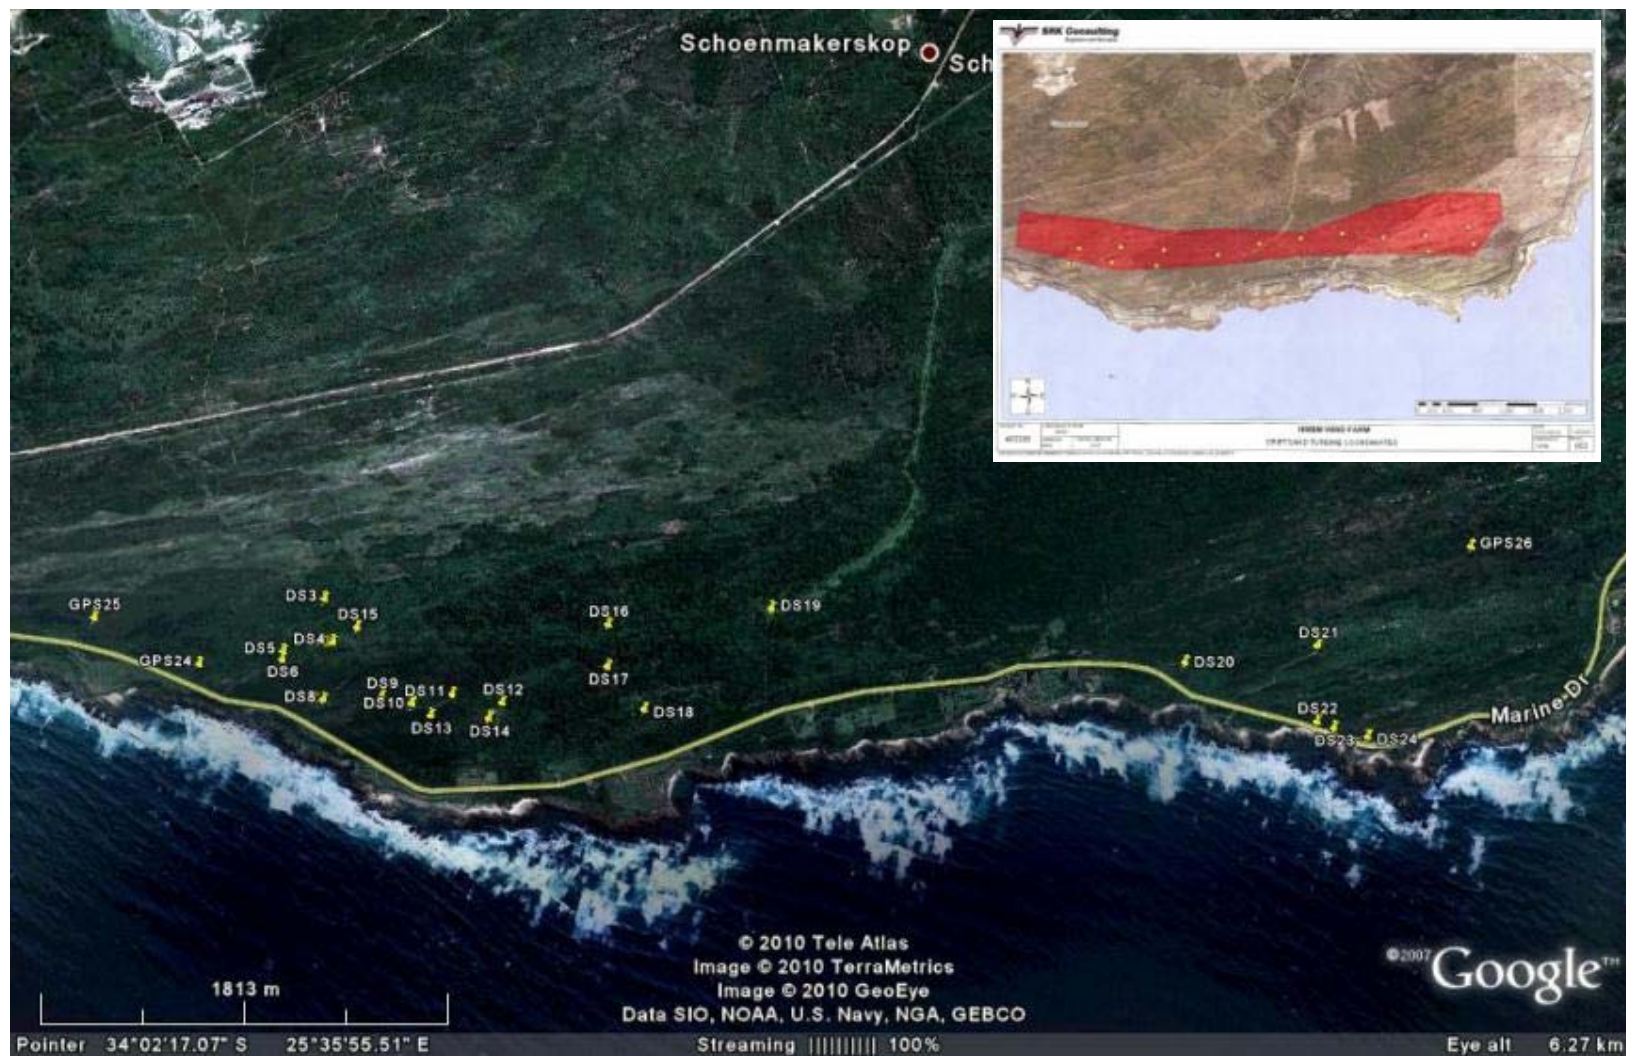 Schoenmakerskop
Sch
SRK Consulting
GPS26
DS3
GPS25
DS15
DS16
DS19
DS4
DS5
DS21
GPS24
DS20
DS6
DS17
DS9
DS11
DS12
DS8
DS10
DS18
Marine-Dr
DS22
DS13
DS14
DS23
DS24
© 2010 Tele Atlas
Image © 2010 TerraMetrics
Image © 2010 GeoEye
Data SIO, NOAA, U.S. Navy, NGA, GEBCO
©2007 Google™
1813 m
Pointer 34°02'17.07" S 25°35'55.51" E
Streaming ||||||||| 100%
Eye alt 6.27 km